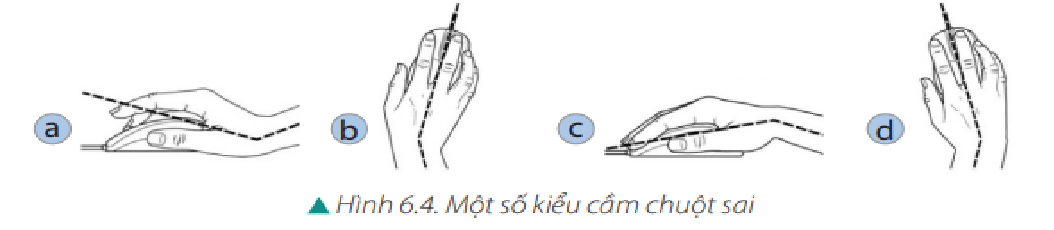 a b c d
▲ Hình 6.4. Một số kiểu cầm chuột sai